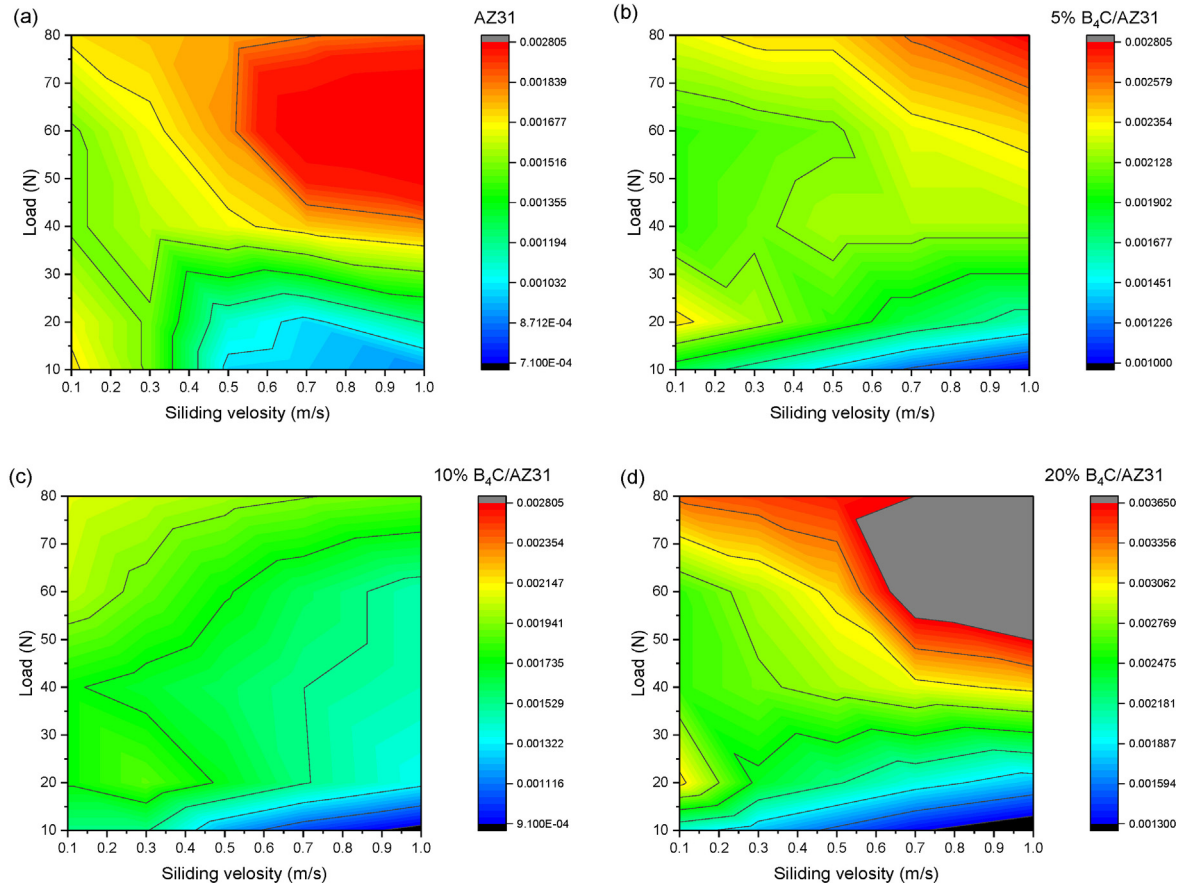 (a)
AZ31
80
70
60
50
40
30
20
10
Load (N)
0.1 0.2 0.3 0.4 0.5 0.6 0.7 0.8 0.9 1.0
Siliding velosity (m/s)
0.002805
0.001839
0.001677
0.001516
0.001355
0.001194
0.001032
8.712E-04
7.100E-04
(b)
5% B₄C/AZ31
80
70
60
50
40
30
20
10
Load (N)
0.1 0.2 0.3 0.4 0.5 0.6 0.7 0.8 0.9 1.0
Siliding velosity (m/s)
0.002805
0.002579
0.002354
0.002128
0.001902
0.001677
0.001451
0.001226
0.001000
(c)
10% B₄C/AZ31
80
70
60
50
40
30
20
10
Load (N)
0.1 0.2 0.3 0.4 0.5 0.6 0.7 0.8 0.9 1.0
Siliding velosity (m/s)
0.002805
0.002354
0.002147
0.001941
0.001735
0.001529
0.001322
0.001116
9.100E-04
(d)
20% B₄C/AZ31
80
70
60
50
40
30
20
10
Load (N)
0.1 0.2 0.3 0.4 0.5 0.6 0.7 0.8 0.9 1.0
Siliding velosity (m/s)
0.003650
0.003356
0.003062
0.002769
0.002475
0.002181
0.001887
0.001594
0.001300